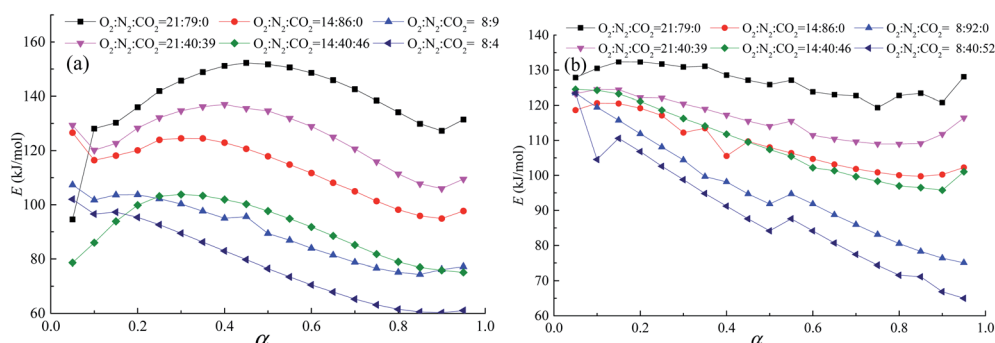 O₂:N₂:CO₂=21:79:0 O₂:N₂:CO₂=14:86:0 O₂:N₂:CO₂= 8:9
O₂:N₂:CO₂=21:40:39 O₂:N₂:CO₂=14:40:46 O₂:N₂:CO₂= 8:4
(a)
E (kJ/mol)
160
140
120
100
80
60
0.0 0.2 0.4 0.6 0.8 1.0
α
O₂:N₂:CO₂=21:79:0 O₂:N₂:CO₂=14:86:0 O₂:N₂:CO₂= 8:92:0
O₂:N₂:CO₂=21:40:39 O₂:N₂:CO₂=14:40:46 O₂:N₂:CO₂= 8:40:52
(b)
E (kJ/mol)
140
130
120
110
100
90
80
70
60
0.0 0.2 0.4 0.6 0.8 1.0
α